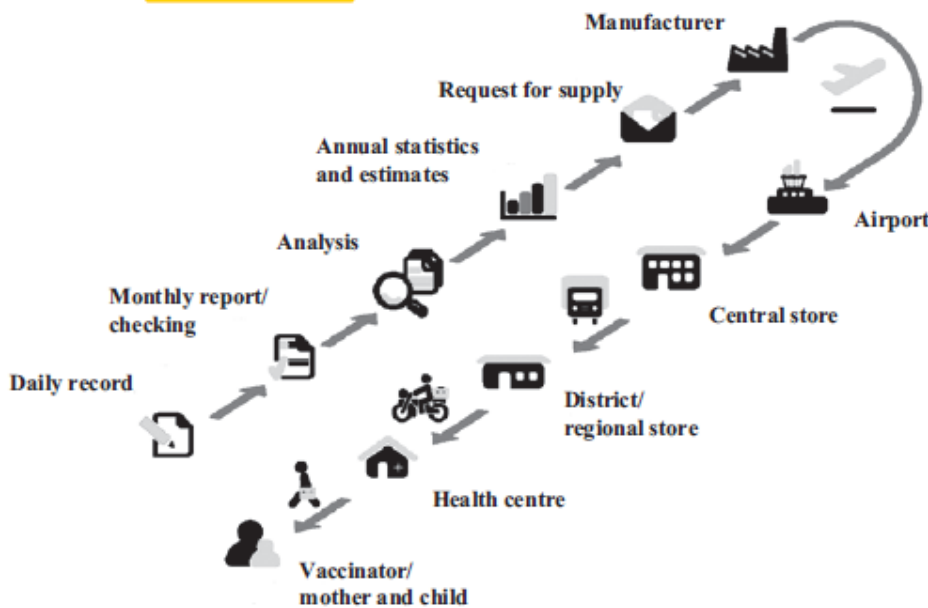 Manufacturer
Request for supply
Annual statistics
and estimates
Airport
Analysis
Monthly report/
checking
Central store
Daily record
District/
regional store
Health centre
Vaccinator/
mother and child